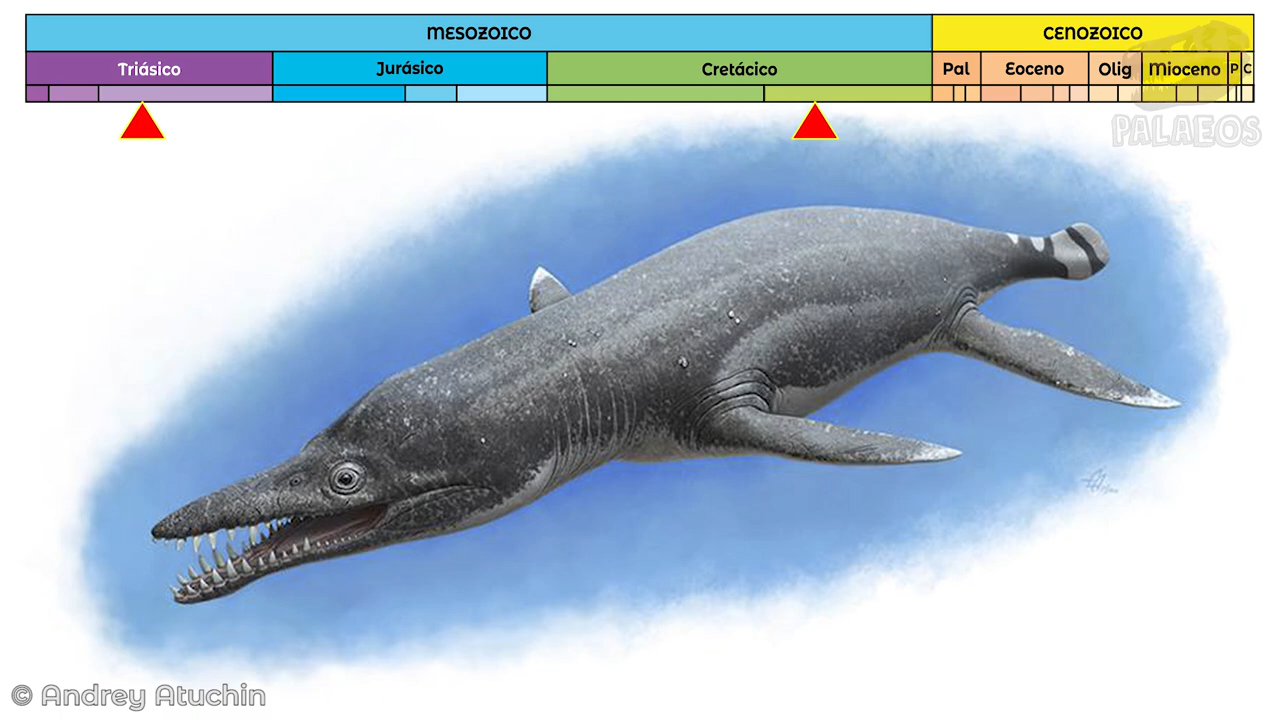 MESOZOICO
CENOZOICO
Triásico
Jurásico
Cretácico
Pal
Eoceno
Olig
Mioceno
P
C
PALAEOS
© Andrey Atuchin